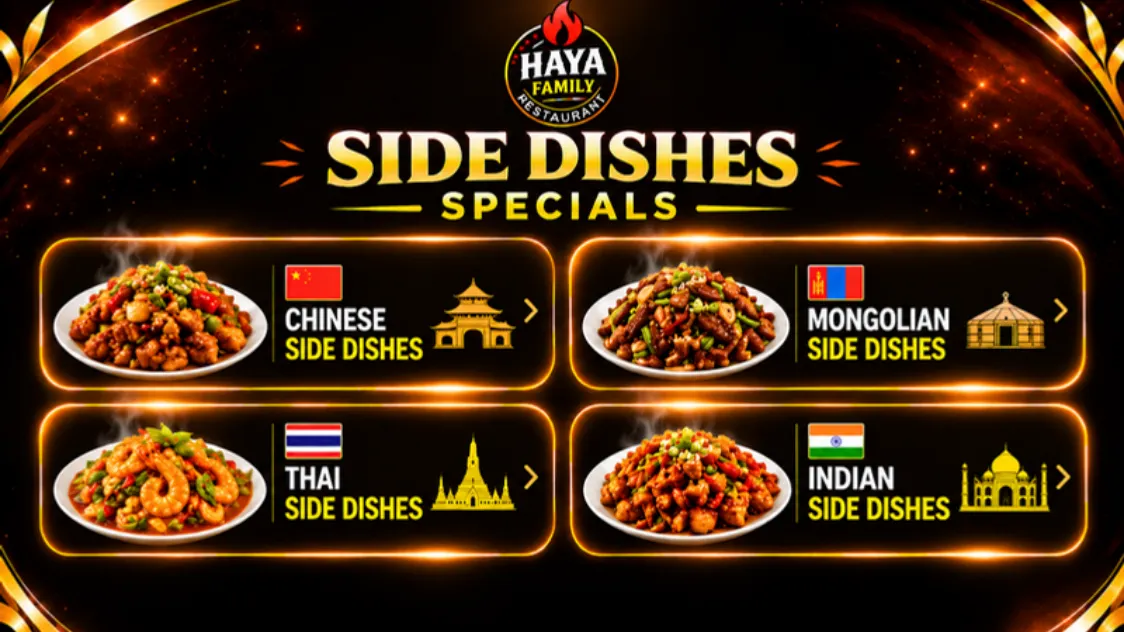 HAYA
FAMILY
RESTAURANT
SIDE DISHES
SPECIALS
CHINESE
SIDE DISHES
MONGOLIAN
SIDE DISHES
THAI
SIDE DISHES
INDIAN
SIDE DISHES